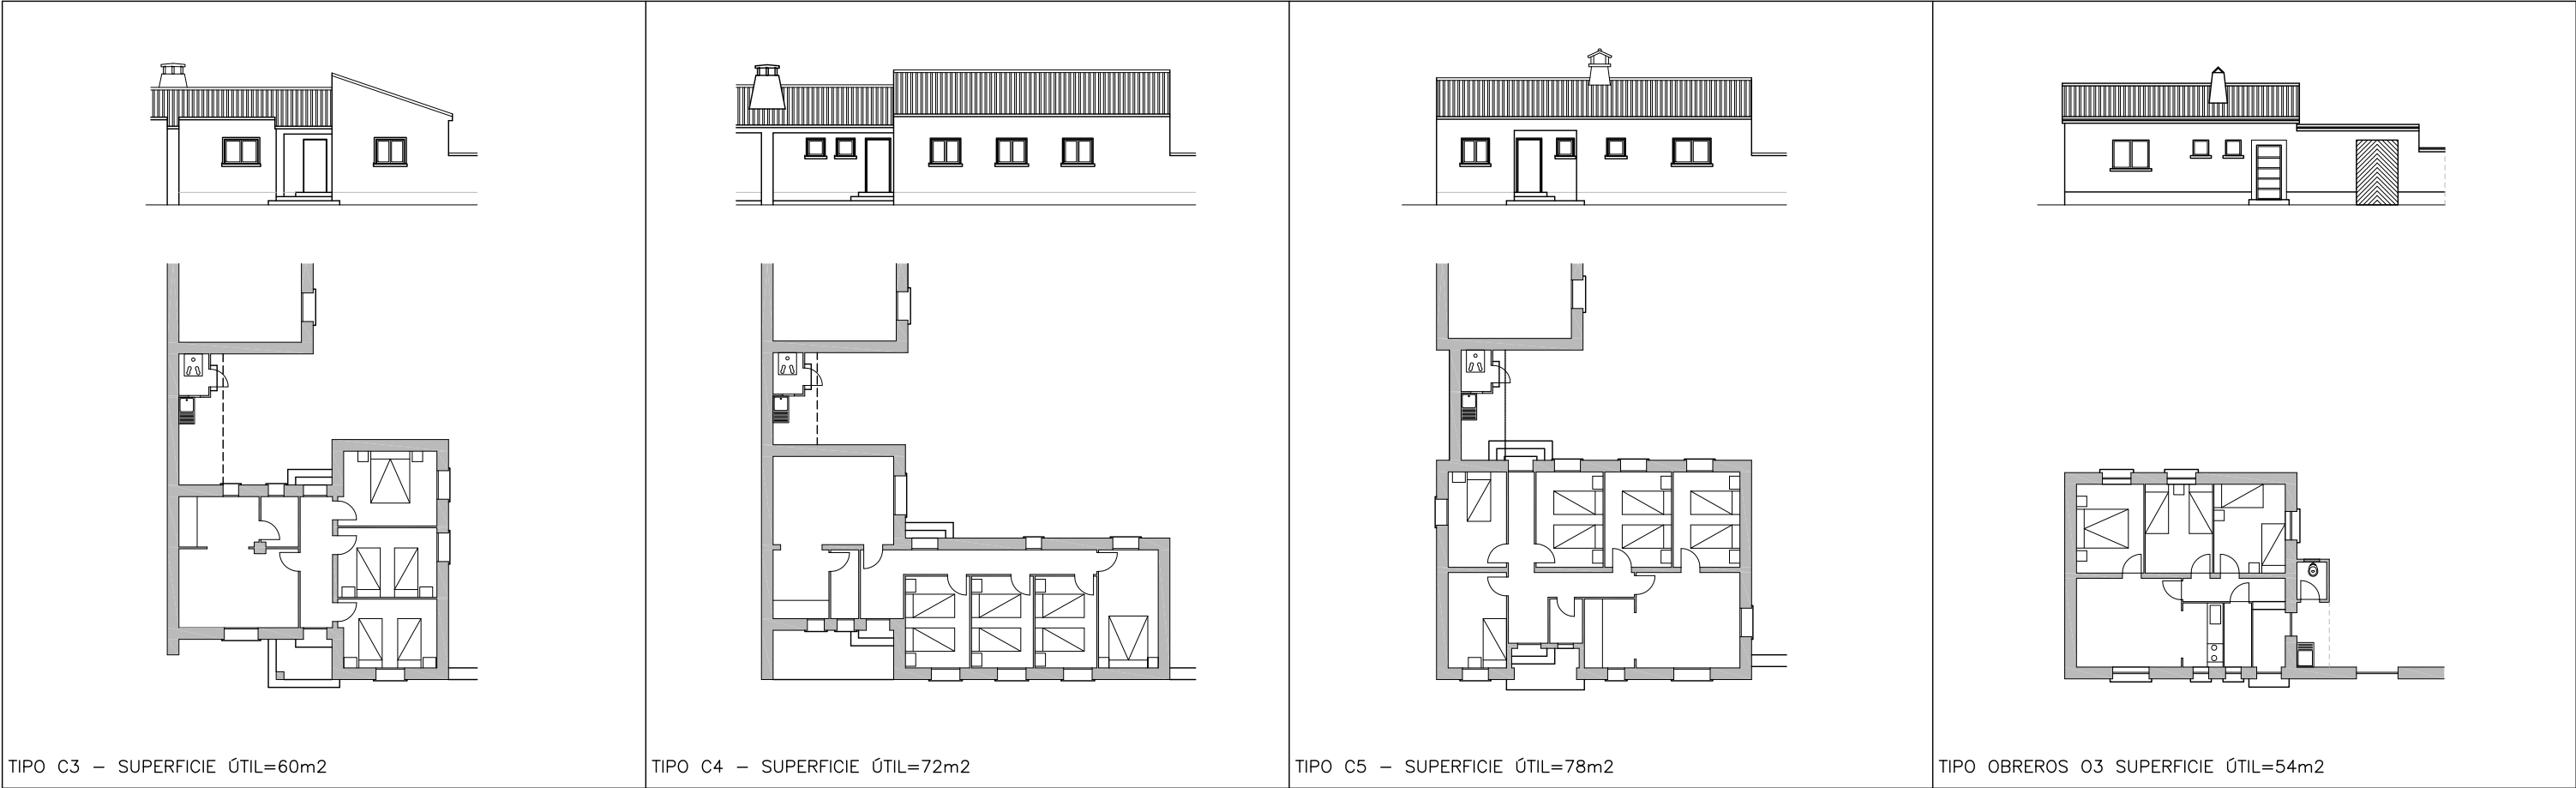 TIPO C3 - SUPERFICIE ÚTIL=60m2
TIPO C4 - SUPERFICIE ÚTIL=72m2
TIPO C5 - SUPERFICIE ÚTIL=78m2
TIPO OBREROS O3 SUPERFICIE ÚTIL=54m2